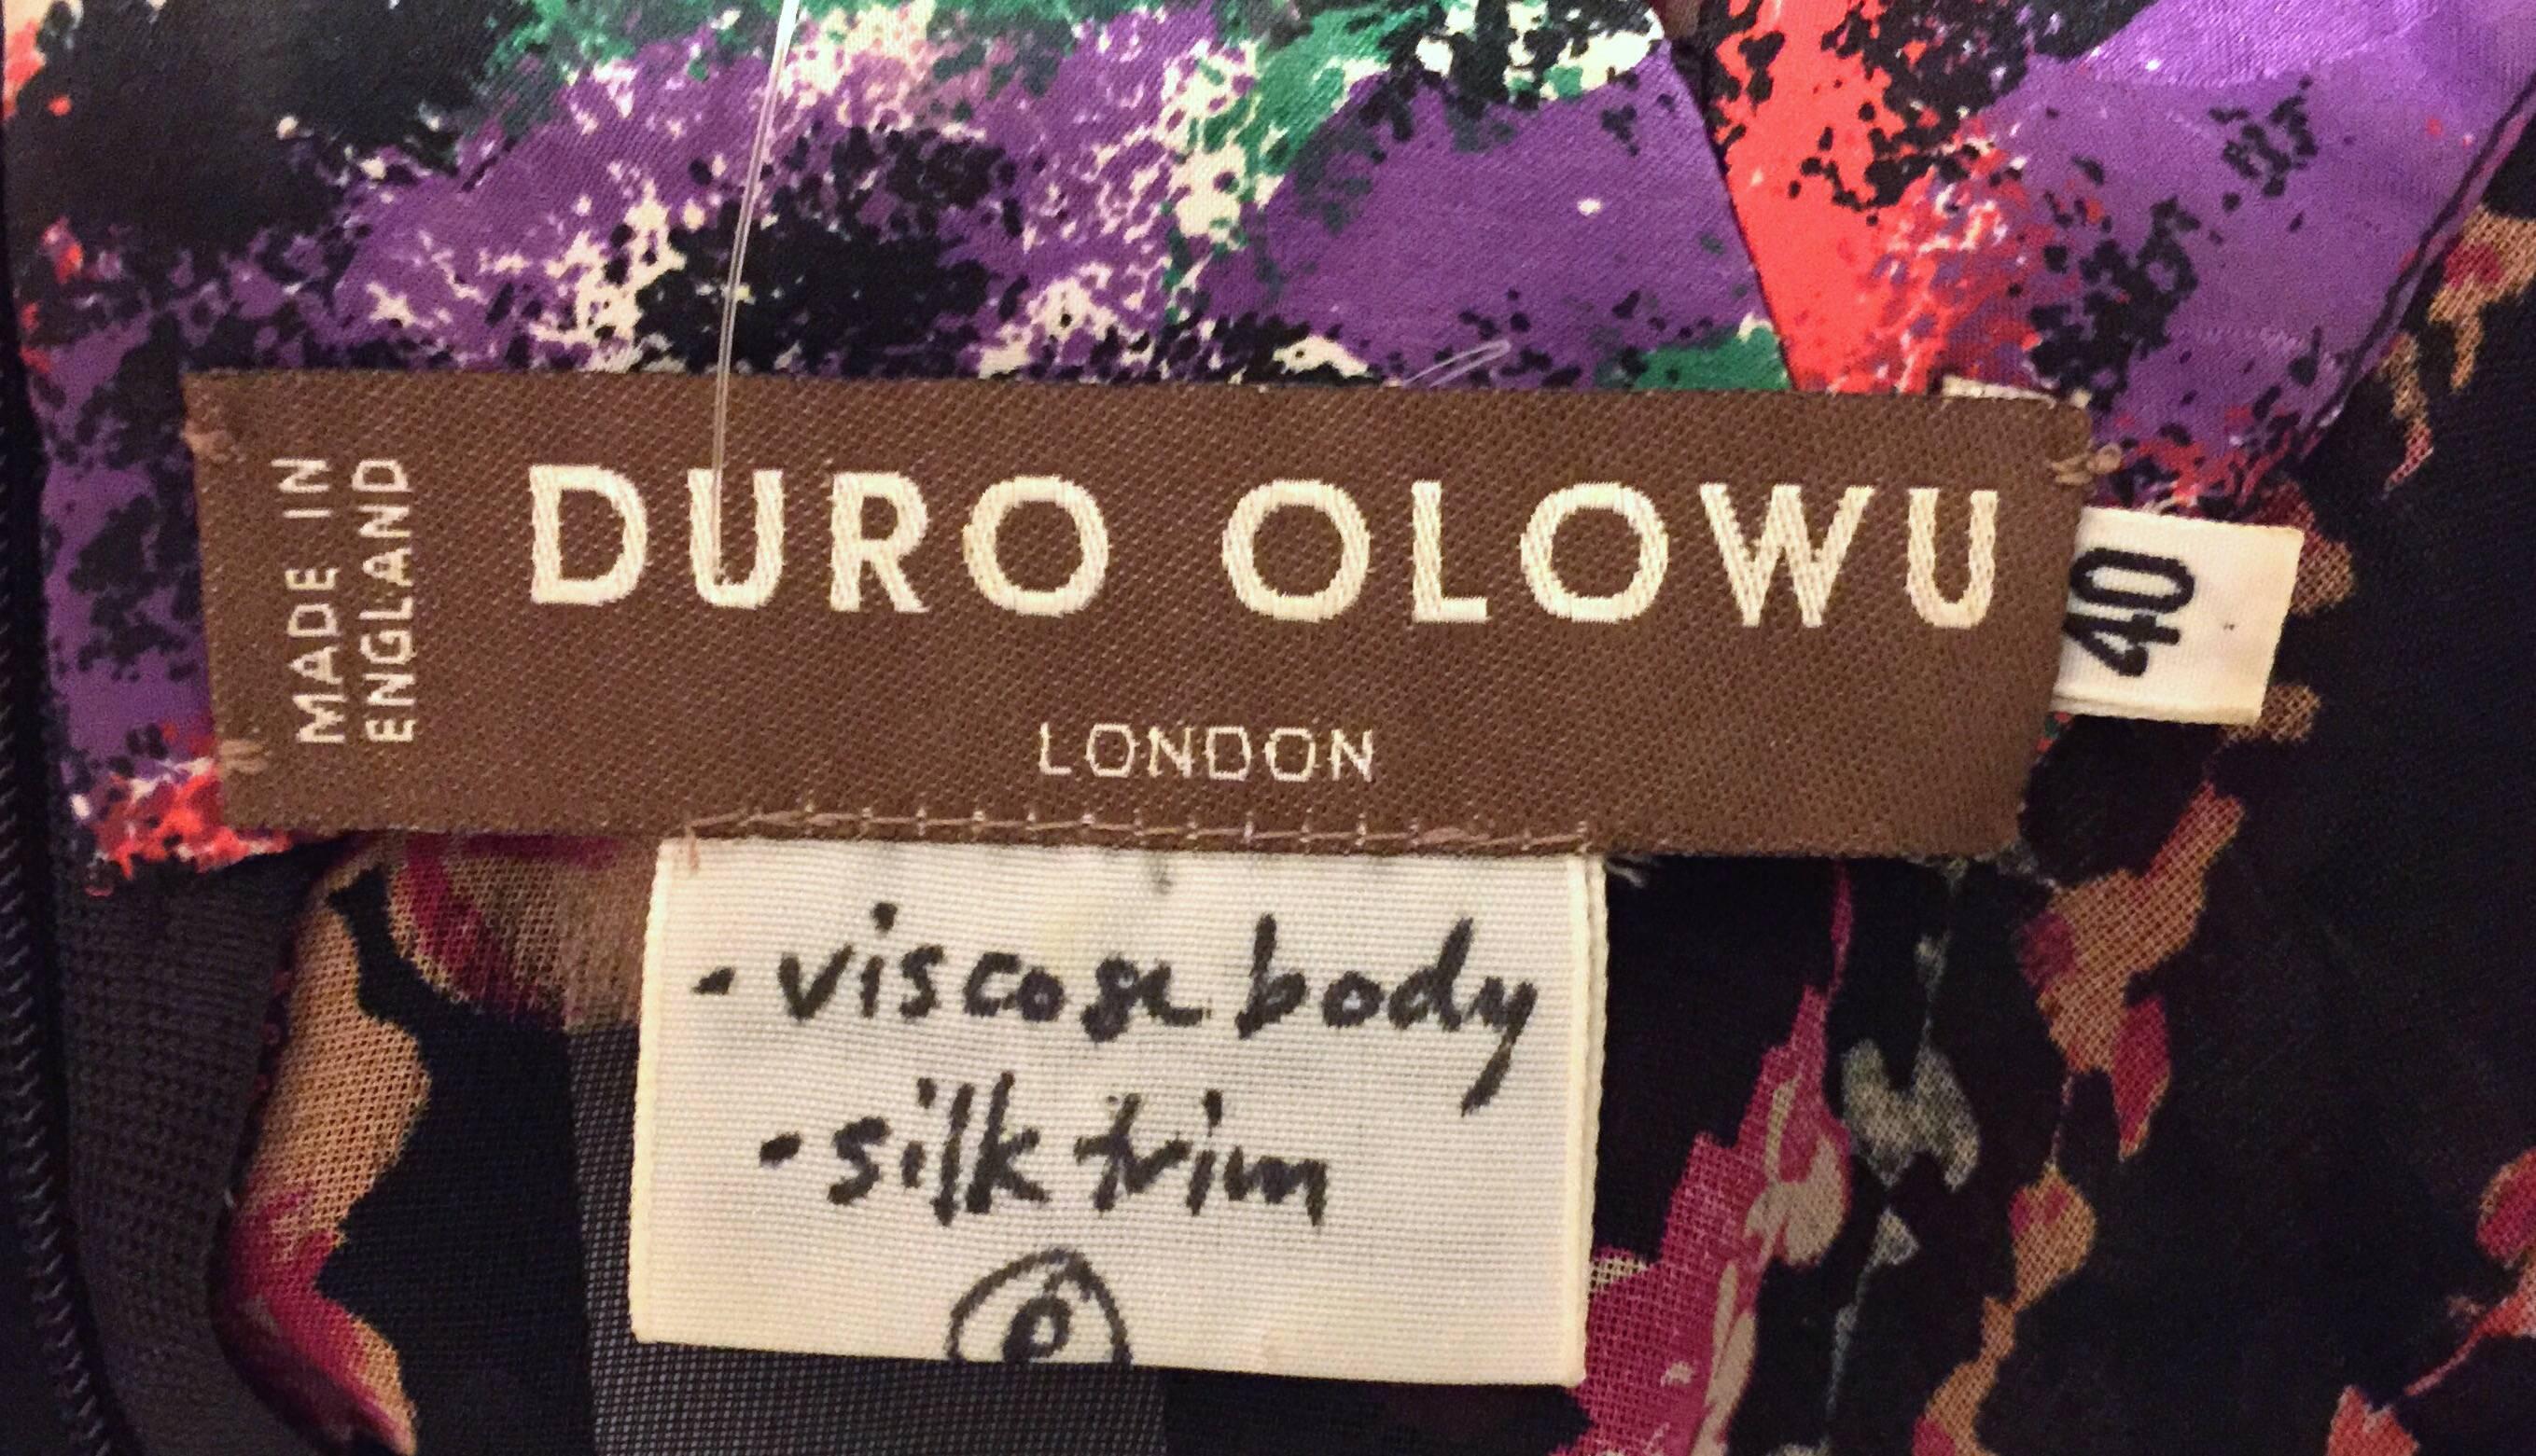 MADE IN
ENGLAND
DURO OLOWU
LONDON
40
- viscose body
- silk trim
P